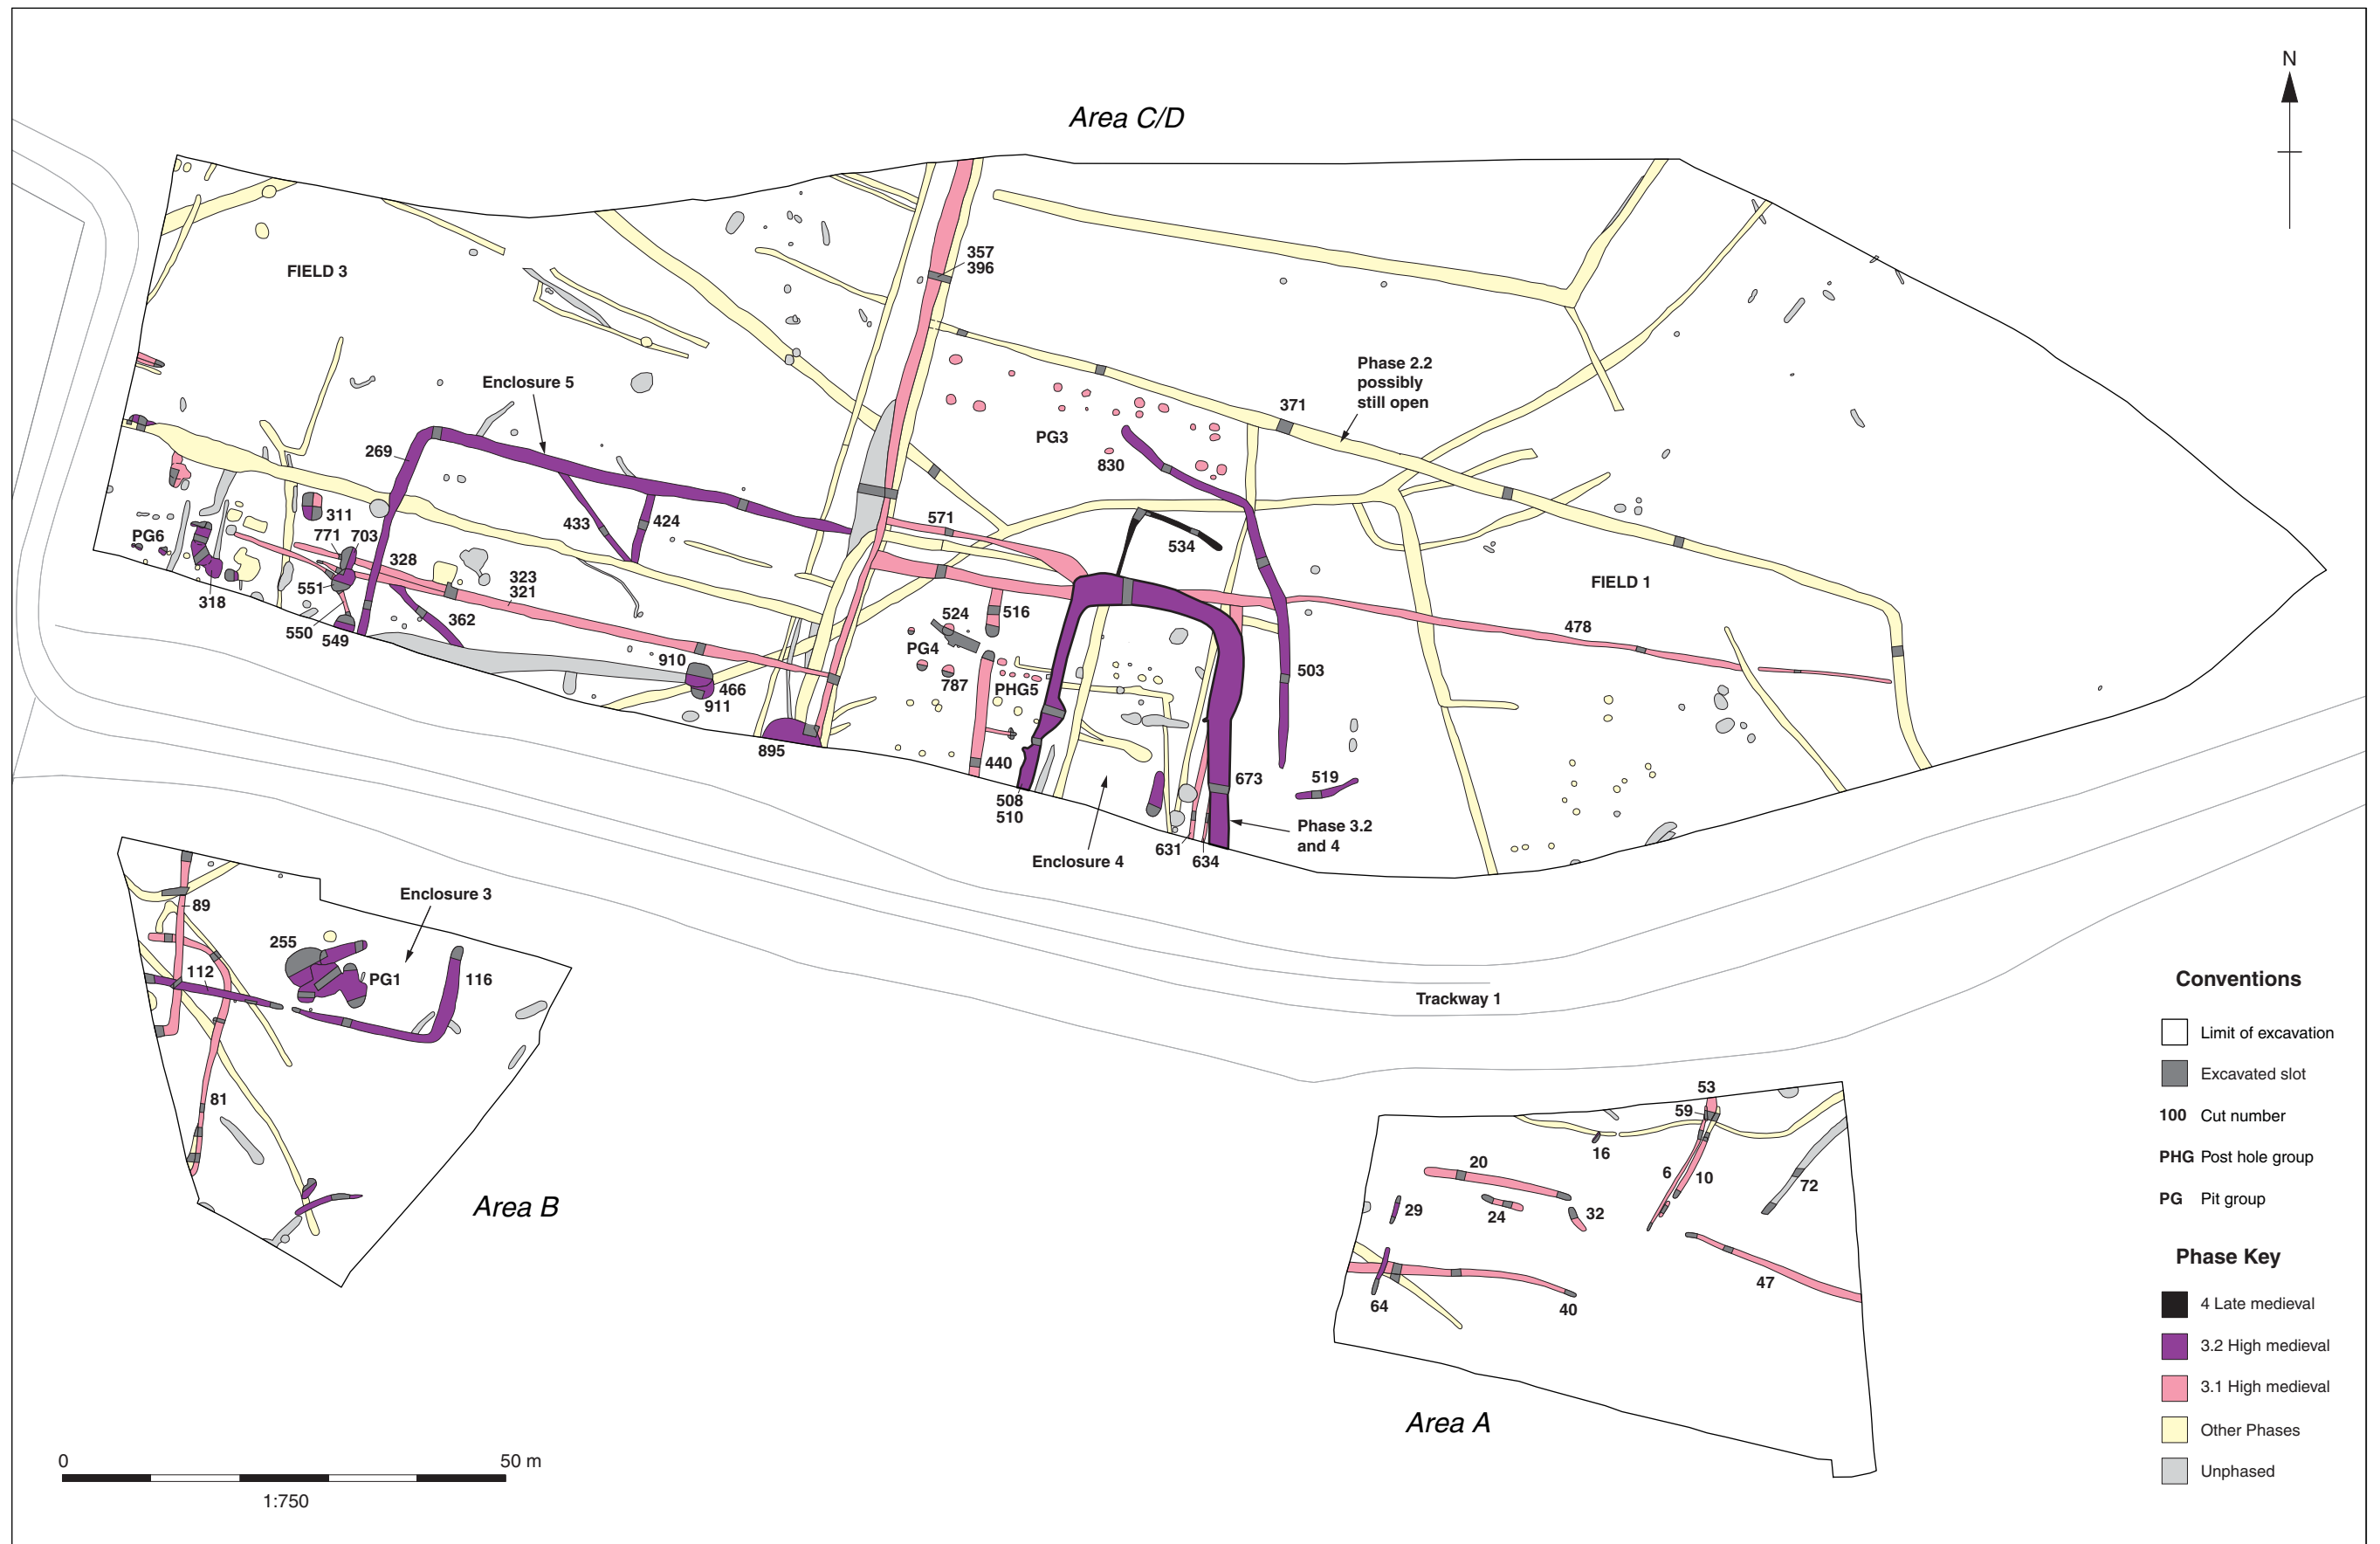 N
Area C/D
357
396
FIELD 3
Phase 2.2
possibly
still open
Enclosure 5
371
PG3
269
830
311
433
424
571
PG6
771
703
534
328
323
321
551
FIELD 1
318
362
524
516
550
549
478
PG4
910
503
787
PHG5
466
911
895
440
673
519
508
510
Phase 3.2
and 4
631
634
Enclosure 4
Enclosure 3
89
255
112
PG1
116
Trackway 1
81
Area B
53
59
16
20
6
10
72
29
24
32
47
64
40
Area A
Conventions
Limit of excavation
Excavated slot
100 Cut number
PHG Post hole group
PG Pit group
Phase Key
4 Late medieval
3.2 High medieval
3.1 High medieval
Other Phases
Unphased
0 50 m
1:750